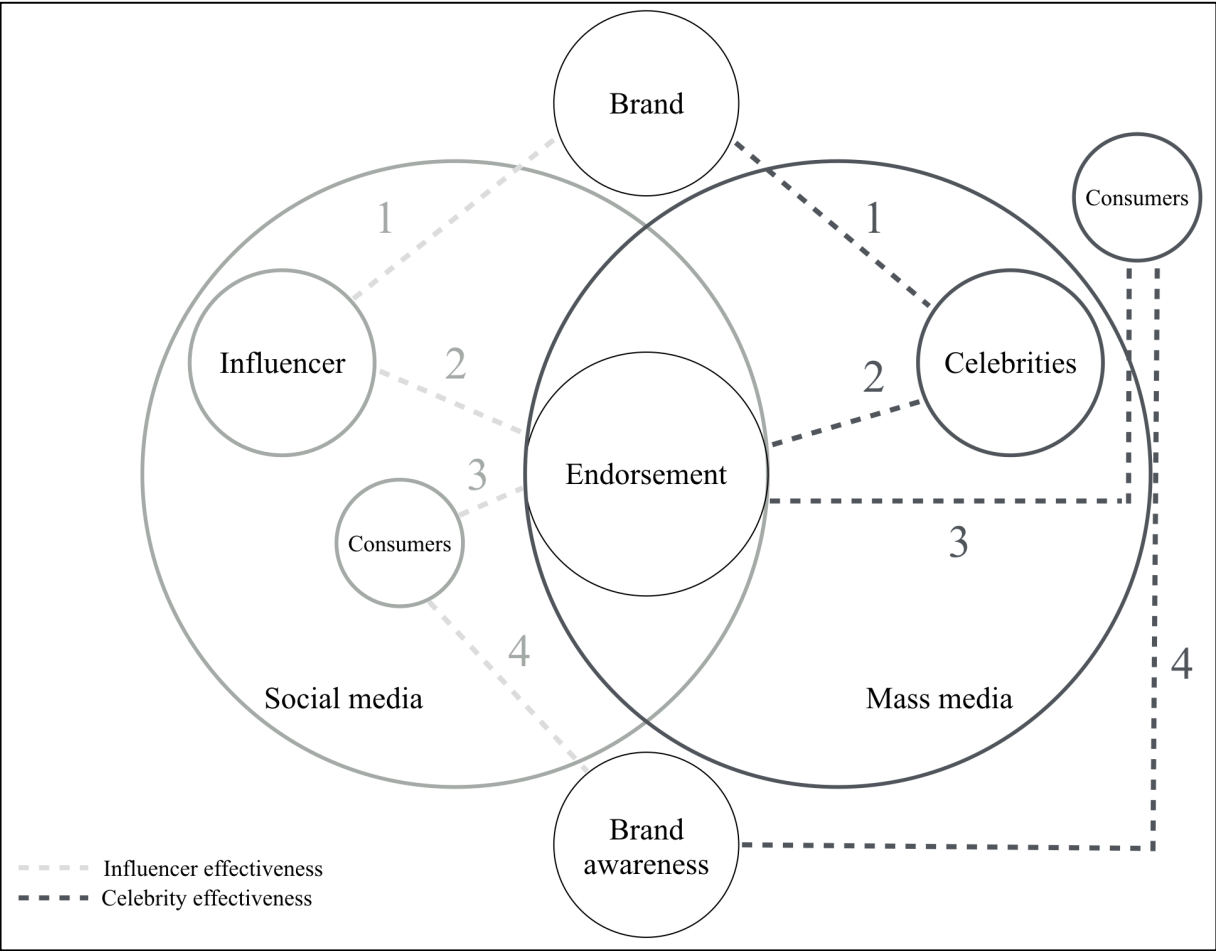 Brand
Consumers
1
1
Influencer
2
Celebrities
2
3
Endorsement
Consumers
3
4
4
Social media
Mass media
Brand
awareness
Influencer effectiveness
Celebrity effectiveness